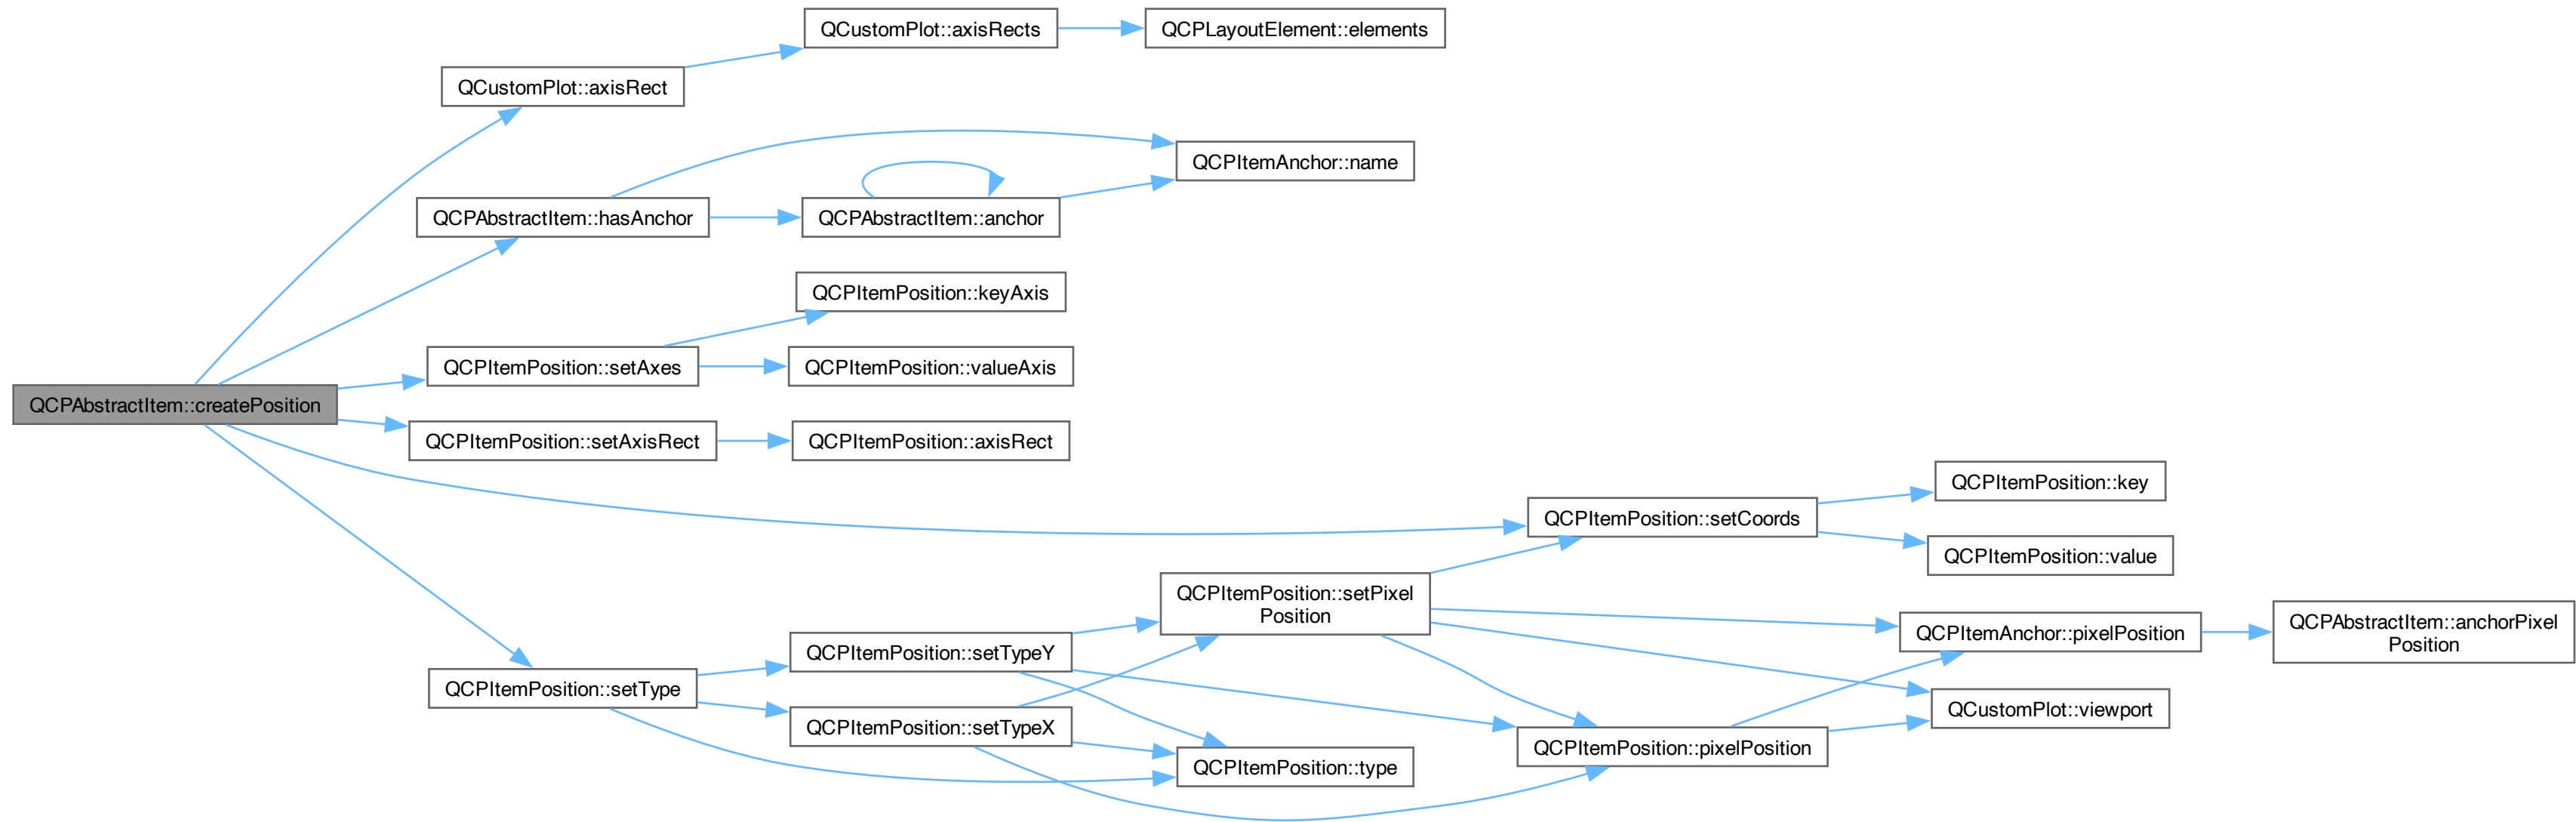 QCPAbstractItem::createPosition
QCustomPlot::axisRect
QCustomPlot::axisRects
QCPLayoutElement::elements
QCPAbstractItem::hasAnchor
QCPAbstractItem::anchor
QCPItemAnchor::name
QCPItemPosition::setAxes
QCPItemPosition::keyAxis
QCPItemPosition::valueAxis
QCPItemPosition::setAxisRect
QCPItemPosition::axisRect
QCPItemPosition::setCoords
QCPItemPosition::key
QCPItemPosition::value
QCPItemPosition::setType
QCPItemPosition::setTypeY
QCPItemPosition::setTypeX
QCPItemPosition::setPixel
Position
QCPItemPosition::type
QCPItemPosition::pixelPosition
QCPItemAnchor::pixelPosition
QCustomPlot::viewport
QCPAbstractItem::anchorPixel
Position